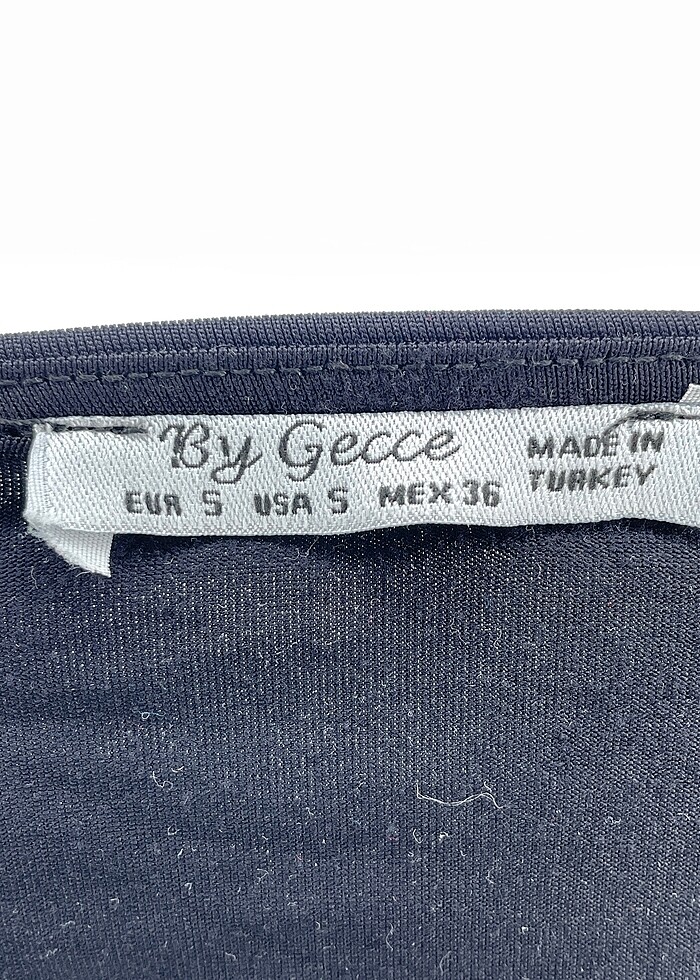 By Gecce
EUR S USA S MEX 36
MADE IN
TURKEY